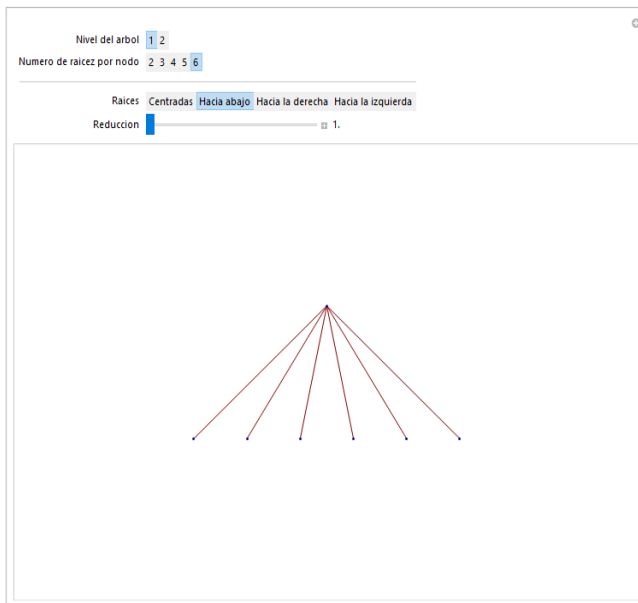 Nivel del arbol 1 2
Numero de raicez por nodo 2 3 4 5 6
Raices Centradas Hacia abajo Hacia la derecha Hacia la izquierda
Reduccion 1.